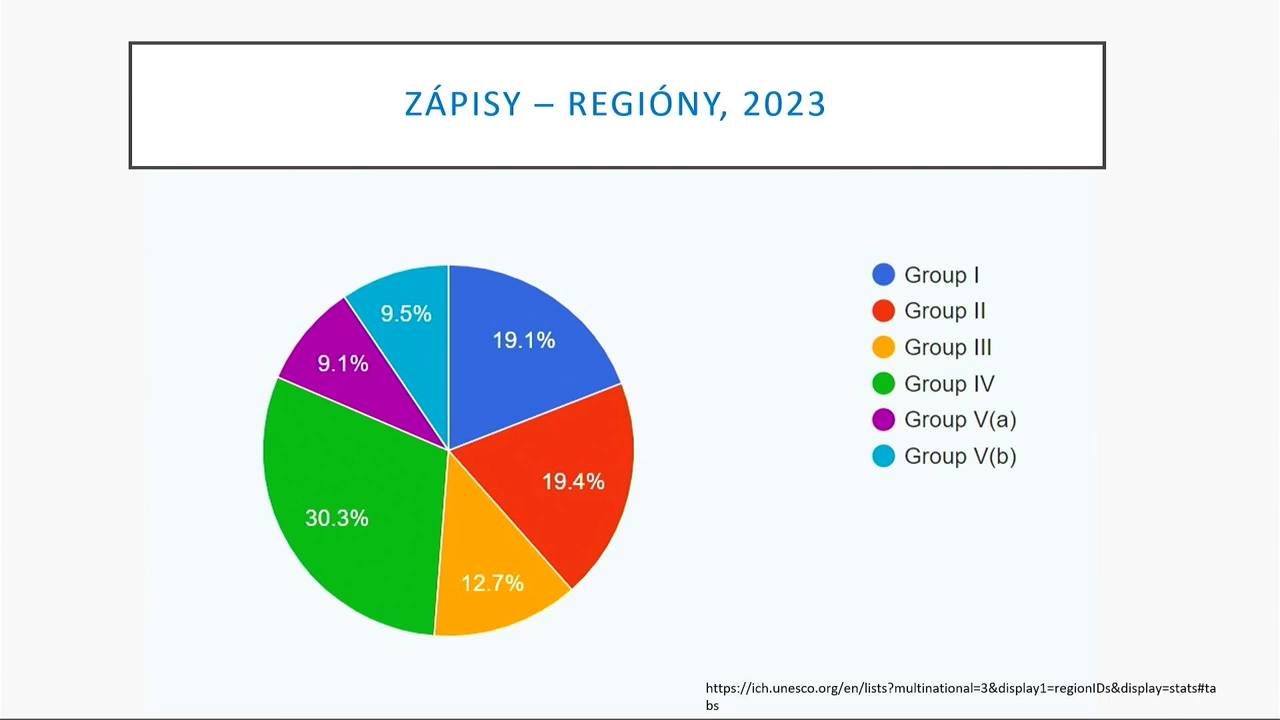 ZÁPISY – REGIÓNY, 2023
9.5%
19.1%
9.1%
19.4%
30.3%
12.7%
Group I
Group II
Group III
Group IV
Group V(a)
Group V(b)
https://ich.unesco.org/en/lists?multinational=3&display1=regionIDs&display=stats#ta
bs